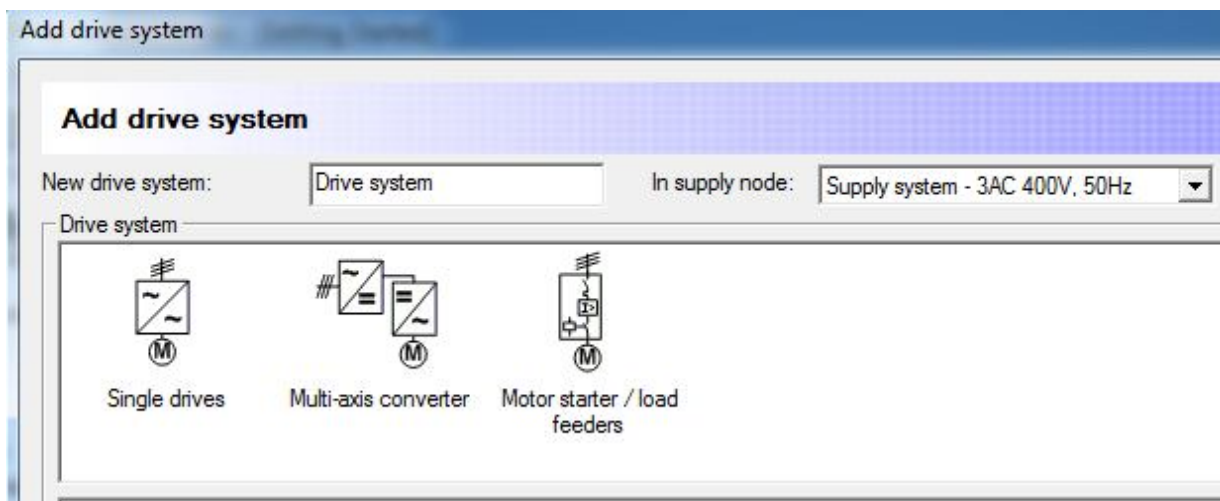 Add drive system
Add drive system
New drive system: Drive system In supply node: Supply system - 3AC 400V, 50Hz
Drive system
~ ~ M
~ = = ~ M
I> M
Single drives Multi-axis converter Motor starter / load
feeders